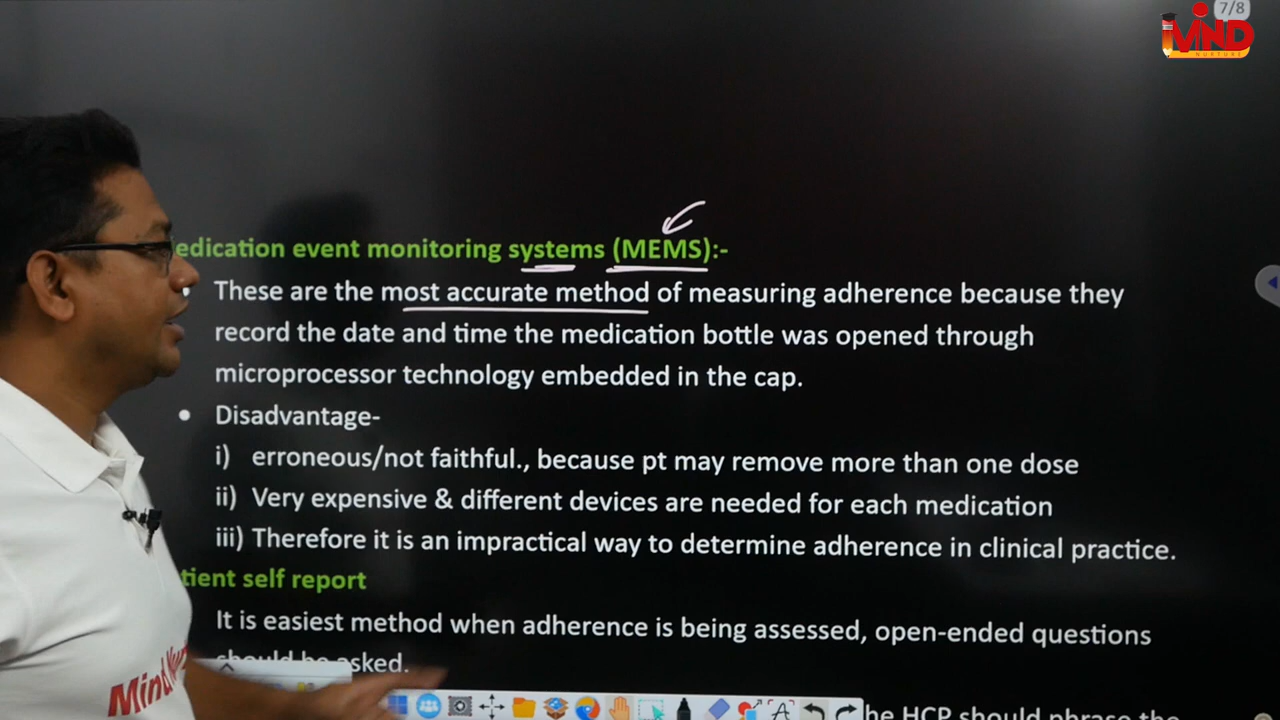 7/8
MIND
NURTURE
edication event monitoring systems (MEMS):-
These are the most accurate method of measuring adherence because they
record the date and time the medication bottle was opened through
microprocessor technology embedded in the cap.
Disadvantage-
i) erroneous/not faithful., because pt may remove more than one dose
ii) Very expensive & different devices are needed for each medication
iii) Therefore it is an impractical way to determine adherence in clinical practice.
tient self report
It is easiest method when adherence is being assessed, open-ended questions
should be asked.
the HCP should phrase the
Mind